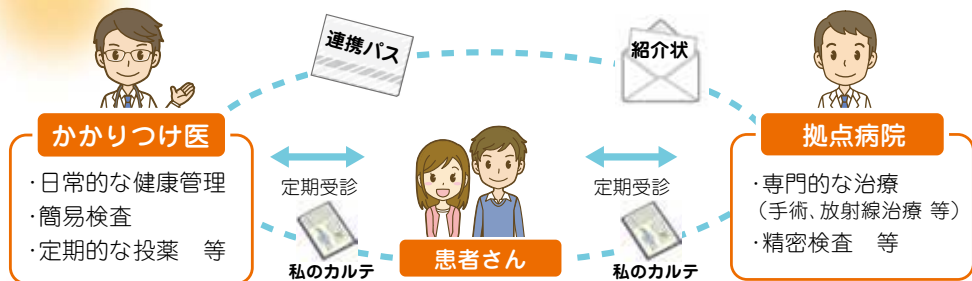 連携パス
紹介状
かかりつけ医
・日常的な健康管理
・簡易検査
・定期的な投薬 等
定期受診
私のカルテ
患者さん
定期受診
私のカルテ
拠点病院
・専門的な治療
（手術、放射線治療 等）
・精密検査 等